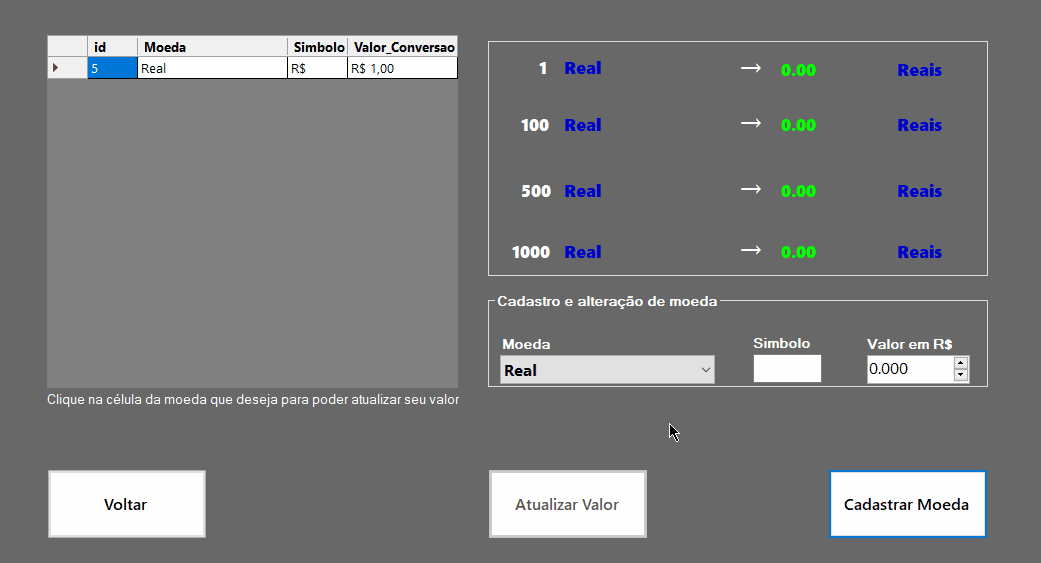 id Moeda Simbolo Valor_Conversao
5 Real R$ R$ 1,00
Clique na célula da moeda que deseja para poder atualizar seu valor
1 Real → 0.00 Reais
100 Real → 0.00 Reais
500 Real → 0.00 Reais
1000 Real → 0.00 Reais
Cadastro e alteração de moeda
Moeda Simbolo Valor em R$
Real 0.000
Voltar Atualizar Valor Cadastrar Moeda